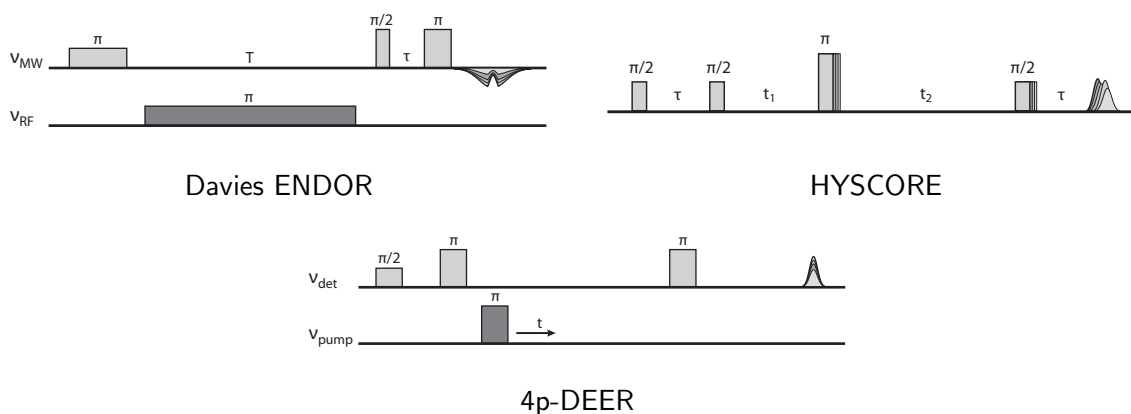 π π/2 π
ν_MW T τ
π
ν_RF
Davies ENDOR
π/2 π/2 π π/2
τ t₁ t₂ τ
HYSCORE
π/2 π π
ν_det
π
ν_pump t
4p-DEER